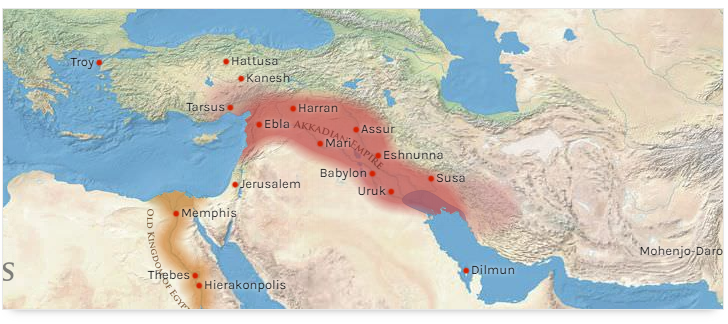 Troy
Hattusa
Kanesh
Tarsus
Harran
Ebla
AKKADIAN EMPIRE
Assur
Mari
Eshnunna
Babylon
Susa
Jerusalem
Uruk
Memphis
OLD KINGDOM OF EGYPT
Mohenjo-Daro
S
Dilmun
Thebes
Hierakonpolis